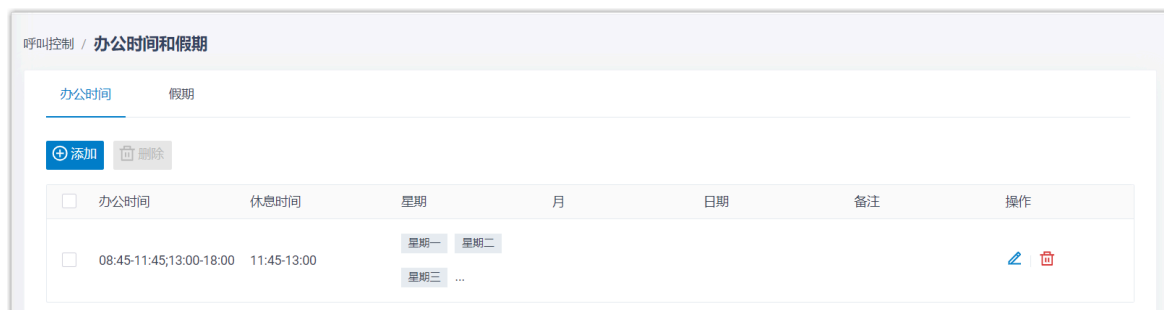 呼叫控制 / 办公时间和假期
办公时间 假期
添加 删除
办公时间 休息时间 星期 月 日期 备注 操作
星期一 星期二
08:45-11:45;13:00-18:00 11:45-13:00
星期三 ...